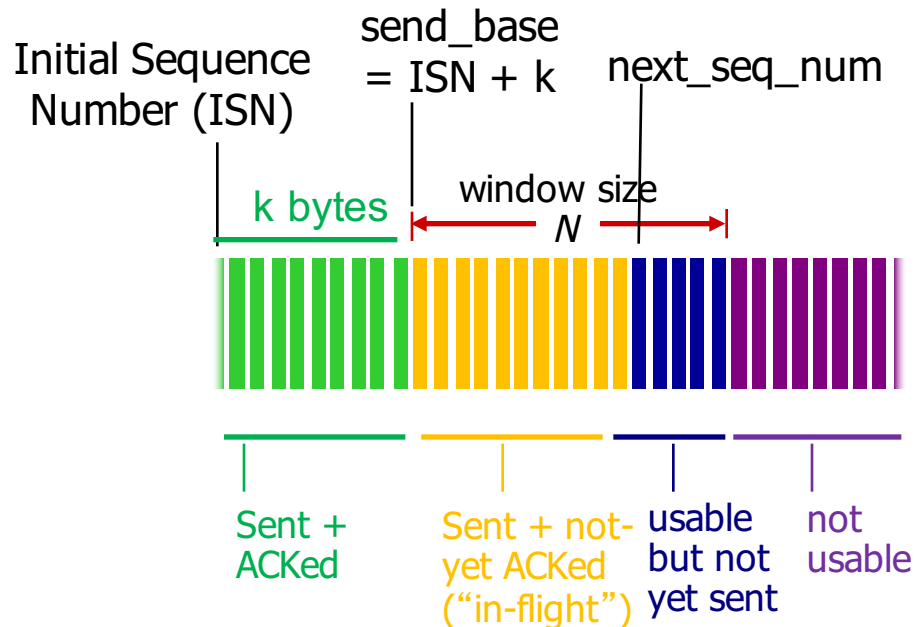 Initial Sequence
Number (ISN)
send_base
= ISN + k
next_seq_num
k bytes
window size
N
Sent +
ACKed
Sent + not-
yet ACKed
(“in-flight”)
usable
but not
yet sent
not
usable